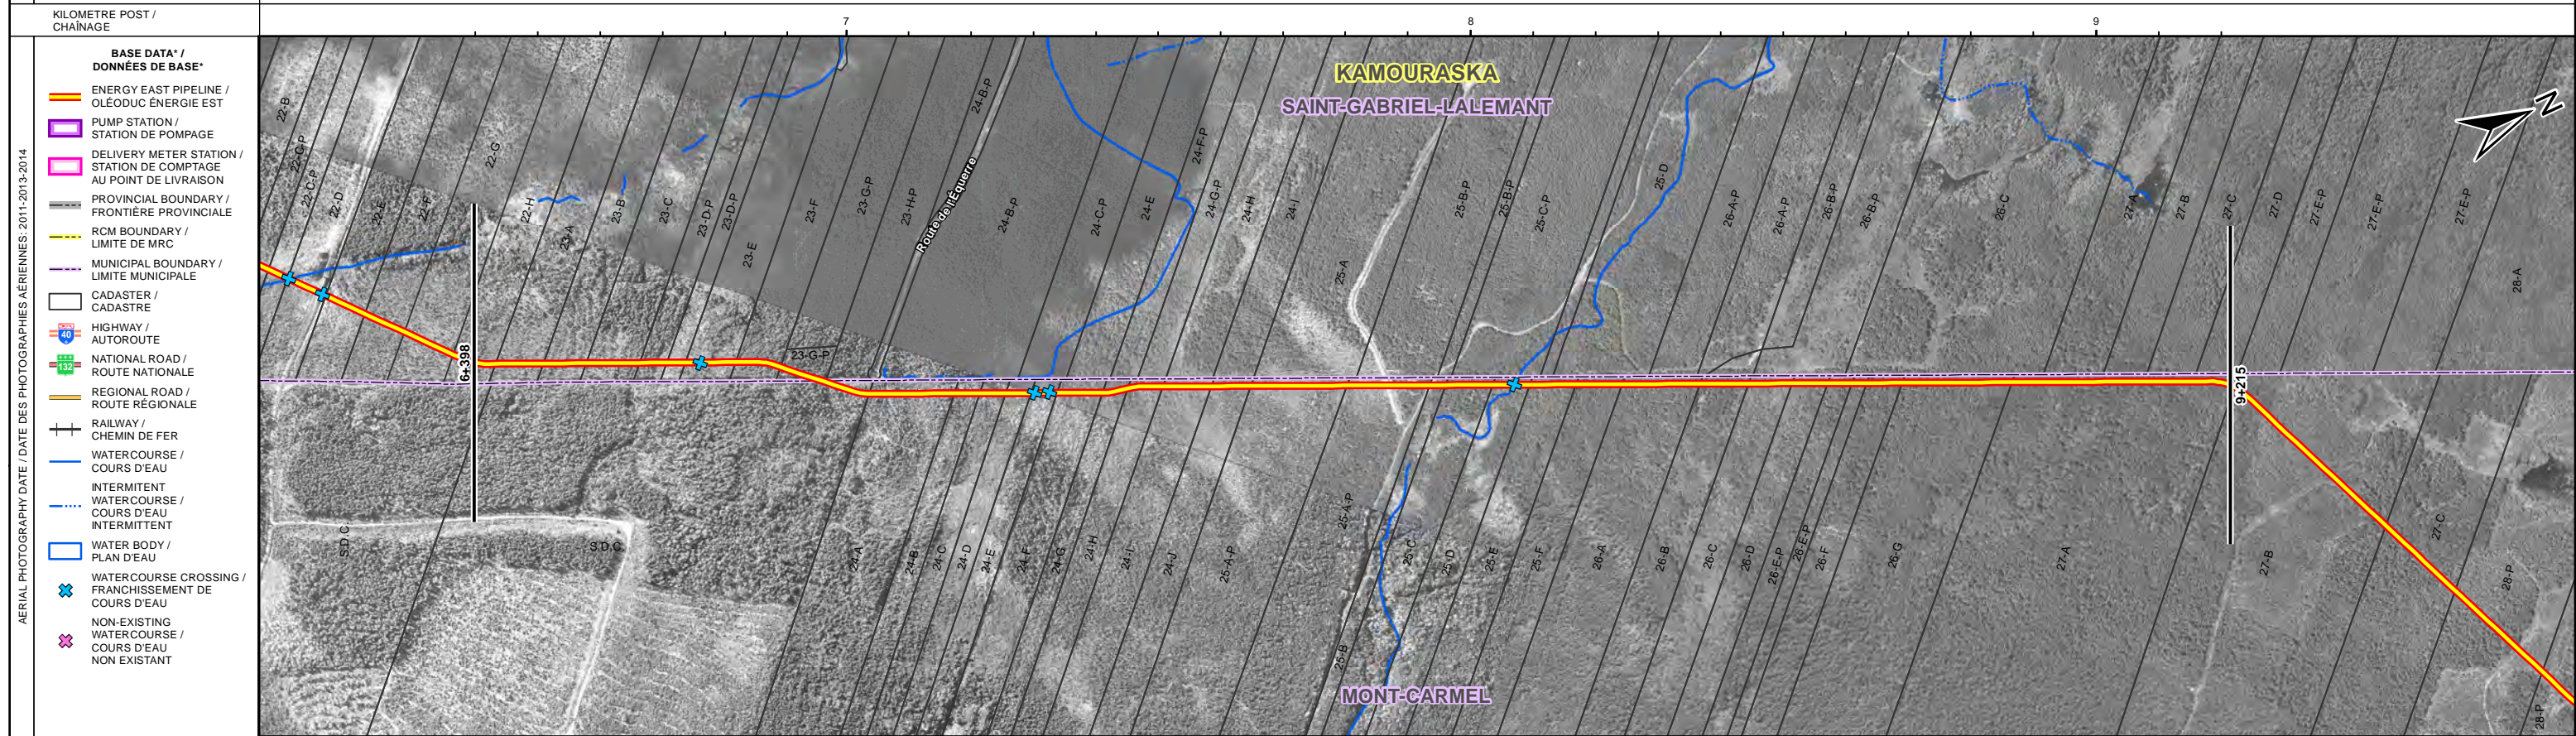 KILOMETRE POST /
CHAÎNAGE
7
8
9
AERIAL PHOTOGRAPHY DATE / DATE DES PHOTOGRAPHIES AÉRIENNES: 2011-2013-2014
BASE DATA* /
DONNÉES DE BASE*
ENERGY EAST PIPELINE /
OLÉODUC ÉNERGIE EST
PUMP STATION /
STATION DE POMPAGE
DELIVERY METER STATION /
STATION DE COMPTAGE
AU POINT DE LIVRAISON
PROVINCIAL BOUNDARY /
FRONTIÈRE PROVINCIALE
RCM BOUNDARY /
LIMITE DE MRC
MUNICIPAL BOUNDARY /
LIMITE MUNICIPALE
CADASTER /
CADASTRE
40
HIGHWAY /
AUTOROUTE
132
NATIONAL ROAD /
ROUTE NATIONALE
REGIONAL ROAD /
ROUTE RÉGIONALE
RAILWAY /
CHEMIN DE FER
WATERCOURSE /
COURS D'EAU
INTERMITENT
WATERCOURSE /
COURS D'EAU
INTERMITTENT
WATER BODY /
PLAN D'EAU
WATERCOURSE CROSSING /
FRANCHISSEMENT DE
COURS D'EAU
NON-EXISTING
WATERCOURSE /
COURS D'EAU
NON EXISTANT
KAMOURASKA
SAINT-GABRIEL-LALEMANT
N
22-B
22-C-P
22-C-P
22-D
22-E
22-F
22-G
22-H
23-A
23-B
23-C
23-D-P
23-D-P
23-E
23-F
23-G-P
23-H-P
Route de l'Équerre
24-B-P
24-B-P
24-C-P
24-E
24-F-P
24-G-P
24-H
24-I
25-A
25-B-P
25-B-P
25-C-P
25-D
26-A-P
26-A-P
26-B-P
26-B-P
26-C
27-A
27-B
27-C
27-D
27-E-P
27-E-P
27-E-P
28-A
23-G-P
6+398
9+215
S.D.C.
S.D.C.
24-A
24-B
24-C
24-D
24-E
24-F
24-G
24-H
24-I
24-J
25-A-P
25-A-P
25-B
25-C
25-D
25-E
25-F
26-A
26-B
26-C
26-D
26-E-P
26-E-P
26-F
26-G
27-A
27-B
27-C
28-P
28-P
MONT-CARMEL